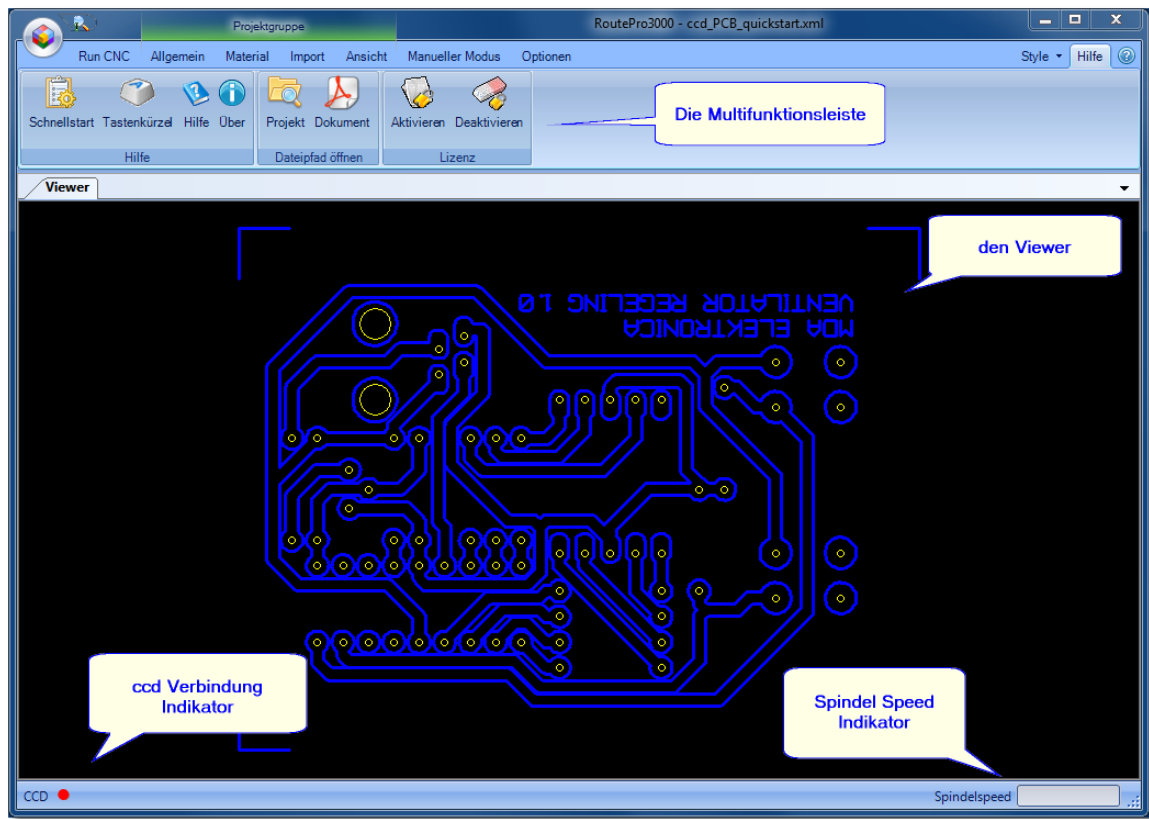 Projektgruppe
RoutePro3000 - ccd_PCB_quickstart.xml
Run CNC Allgemein Material Import Ansicht Manueller Modus Optionen Style Hilfe
Schnellstart Tastenkürzel Hilfe Über Projekt Dokument Aktivieren Deaktivieren
Hilfe Dateipfad öffnen Lizenz
Die Multifunktionsleiste
Viewer
den Viewer
VENTILATOR REGELING 1.0
MDA ELEKTRONICA
ccd Verbindung
Indikator
Spindel Speed
Indikator
CCD Spindelspeed